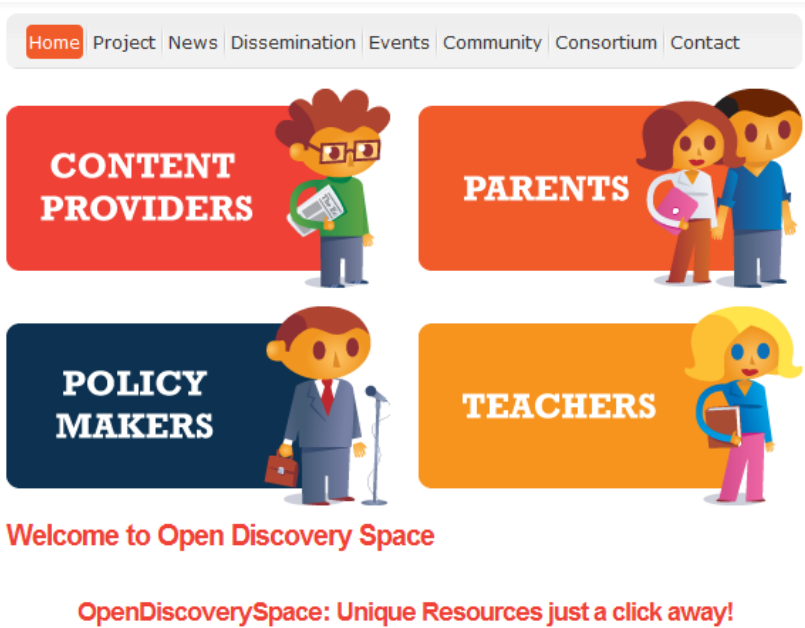 Home Project News Dissemination Events Community Consortium Contact
CONTENT
PROVIDERS
PARENTS
POLICY
MAKERS
TEACHERS
Welcome to Open Discovery Space
OpenDiscoverySpace: Unique Resources just a click away!